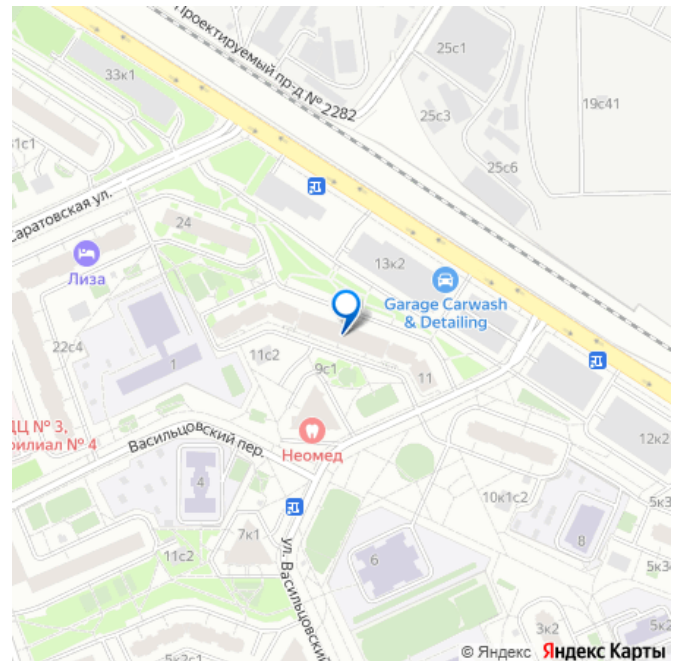 Проектируемый пр-д № 2282
33к1
25с1
25с3
19с41
25с6
31с1
Саратовская ул.
24
Лиза
13к2
Garage Carwash
& Detailing
22с4
1
11с2
9с1
11
ДЦ № 3,
филиал № 4
Васильцовский пер.
Неомед
12к2
4
10к1с2
5к3
7к1
8
11с2
6
ул. Васильцовский
5к3
3к2
5к2
5к2с1
© Яндекс Яндекс Карты